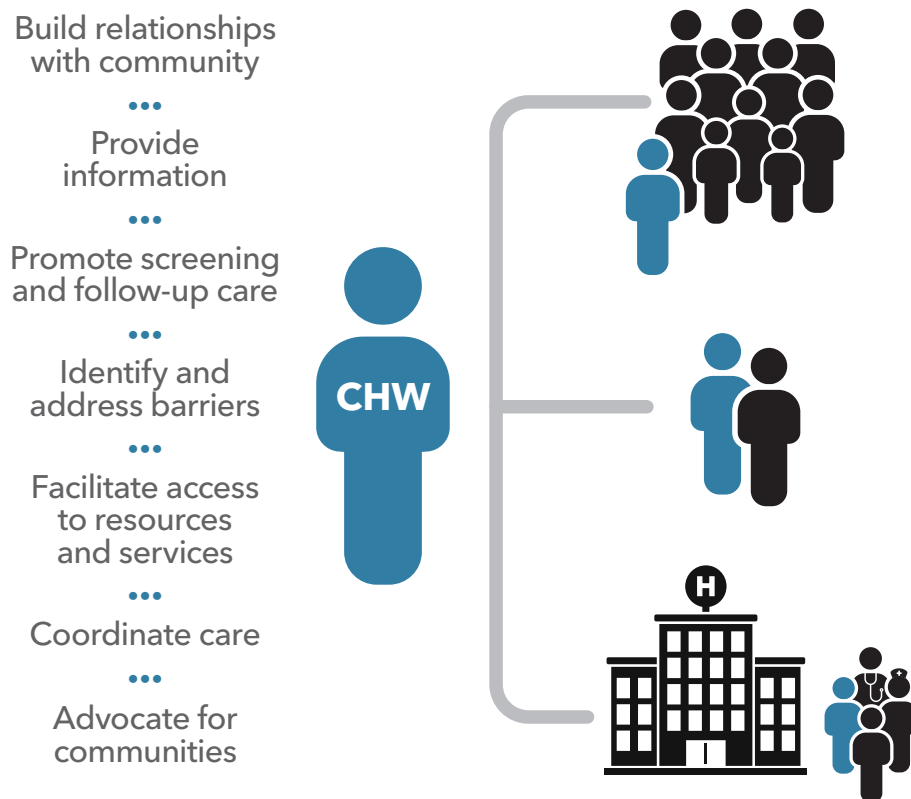 Build relationships
with community
•••
Provide
information
•••
Promote screening
and follow-up care
•••
Identify and
address barriers
•••
Facilitate access
to resources
and services
•••
Coordinate care
•••
Advocate for
communities
CHW
H